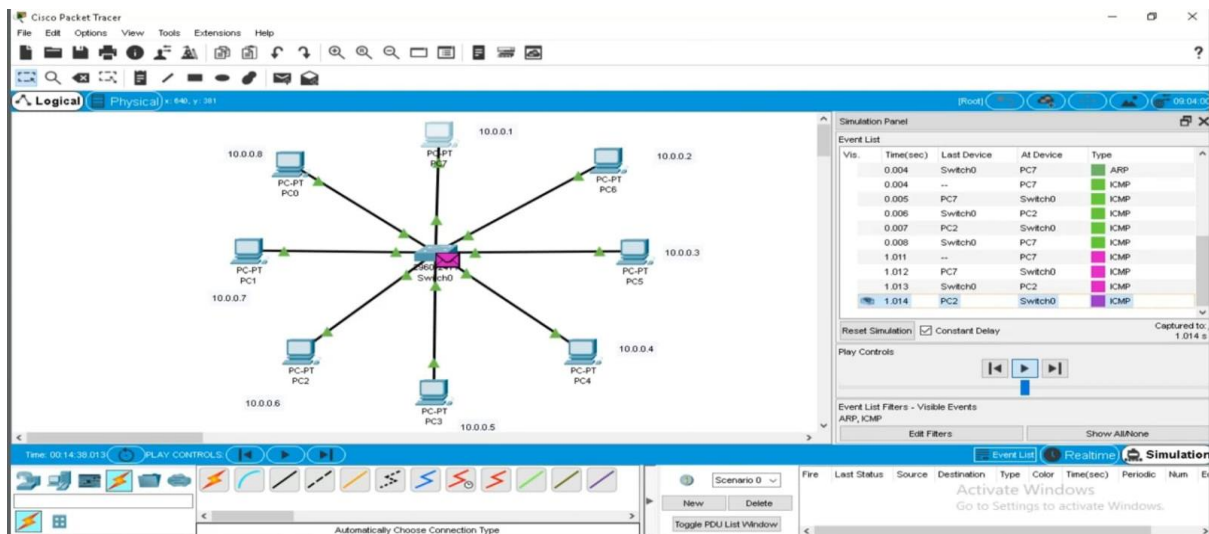 Cisco Packet Tracer
File Edit Options View Tools Extensions Help
?
Logical Physical x: 640, y: 381 [Root] 09:04:00
10.0.0.1
PC-PT
PC7
10.0.0.8
PC-PT
PC0
10.0.0.2
PC-PT
PC6
10.0.0.3
PC-PT
PC5
Switch0
PC-PT
PC1
10.0.0.7
10.0.0.4
PC-PT
PC4
PC-PT
PC2
10.0.0.6
PC-PT
PC3
10.0.0.5
Simulation Panel
Event List
Vis. Time(sec) Last Device At Device Type
0.004 Switch0 PC7 ARP
0.004 -- PC7 ICMP
0.005 PC7 Switch0 ICMP
0.006 Switch0 PC2 ICMP
0.007 PC2 Switch0 ICMP
0.008 Switch0 PC7 ICMP
1.011 -- PC7 ICMP
1.012 PC7 Switch0 ICMP
1.013 Switch0 PC2 ICMP
1.014 PC2 Switch0 ICMP
Reset Simulation Constant Delay Captured to:
1.014 s
Play Controls
Event List Filters - Visible Events
ARP, ICMP
Edit Filters Show All/None
Time: 00:14:38.013 PLAY CONTROLS: Event List Realtime Simulation
Scenario 0
New Delete
Toggle PDU List Window
Automatically Choose Connection Type
Fire Last Status Source Destination Type Color Time(sec) Periodic Num
Activate Windows
Go to Settings to activate Windows.